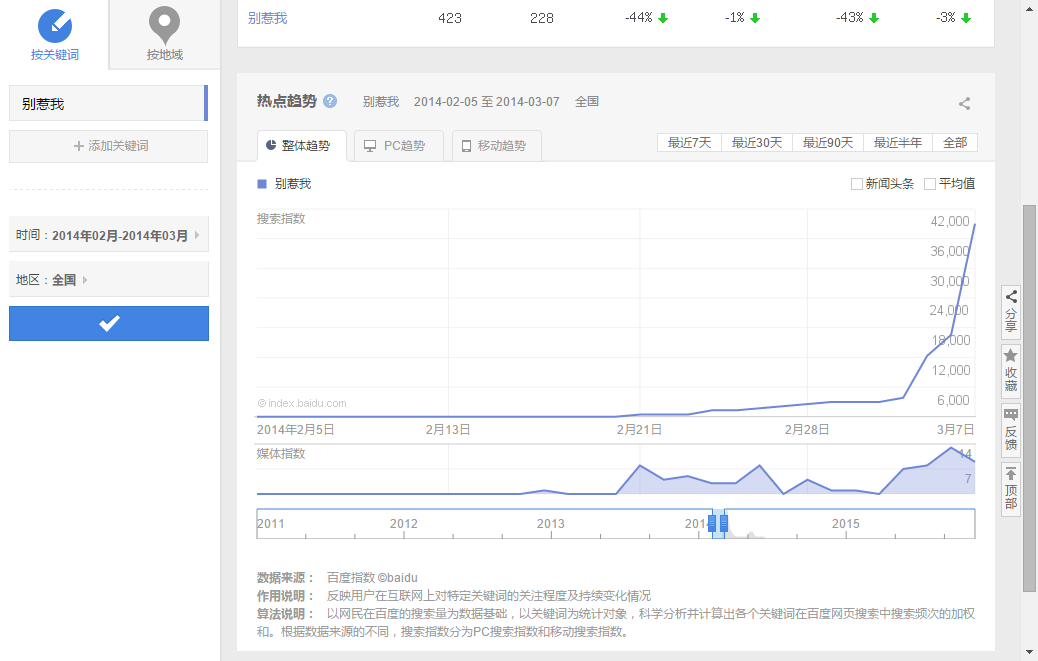 按关键词
按地域
别惹我
+ 添加关键词
时间：2014年02月-2014年03月
地区：全国
别惹我 423 228 -44% -1% -43% -3%
热点趋势 ? 别惹我 2014-02-05 至 2014-03-07 全国
整体趋势 PC趋势 移动趋势 最近7天 最近30天 最近90天 最近半年 全部
别惹我 新闻头条 平均值
搜索指数
42,000
36,000
30,000
24,000
18,000
12,000
6,000
©index.baidu.com
2014年2月5日 2月13日 2月21日 2月28日 3月7日
媒体指数
14
7
2011 2012 2013 2014 2015
数据来源： 百度指数 ©baidu
作用说明： 反映用户在互联网上对特定关键词的关注程度及持续变化情况
算法说明： 以网民在百度的搜索量为数据基础，以关键词为统计对象，科学分析并计算出各个关键词在百度网页搜索中搜索频次的加权
和。根据数据来源的不同，搜索指数分为PC搜索指数和移动搜索指数。
分享
收藏
反馈
顶部